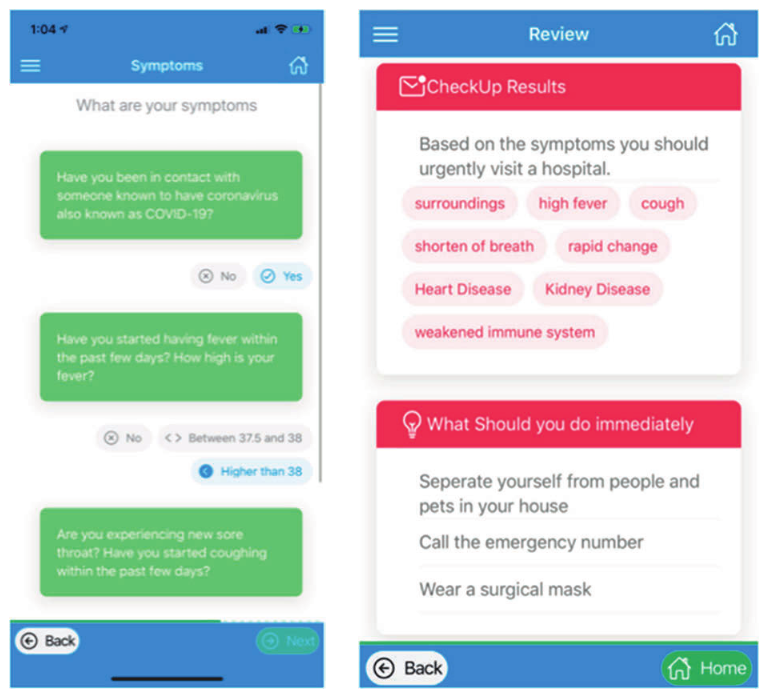 1:04
Symptoms
What are your symptoms
Have you been in contact with
someone known to have coronavirus
also known as COVID-19?
No
Yes
Have you started having fever within
the past few days? How high is your
fever?
No
<> Between 37.5 and 38
Higher than 38
Are you experiencing new sore
throat? Have you started coughing
within the past few days?
Back
Next
Review
CheckUp Results
Based on the symptoms you should
urgently visit a hospital.
surroundings
high fever
cough
shorten of breath
rapid change
Heart Disease
Kidney Disease
weakened immune system
What Should you do immediately
Seperate yourself from people and
pets in your house
Call the emergency number
Wear a surgical mask
Back
Home